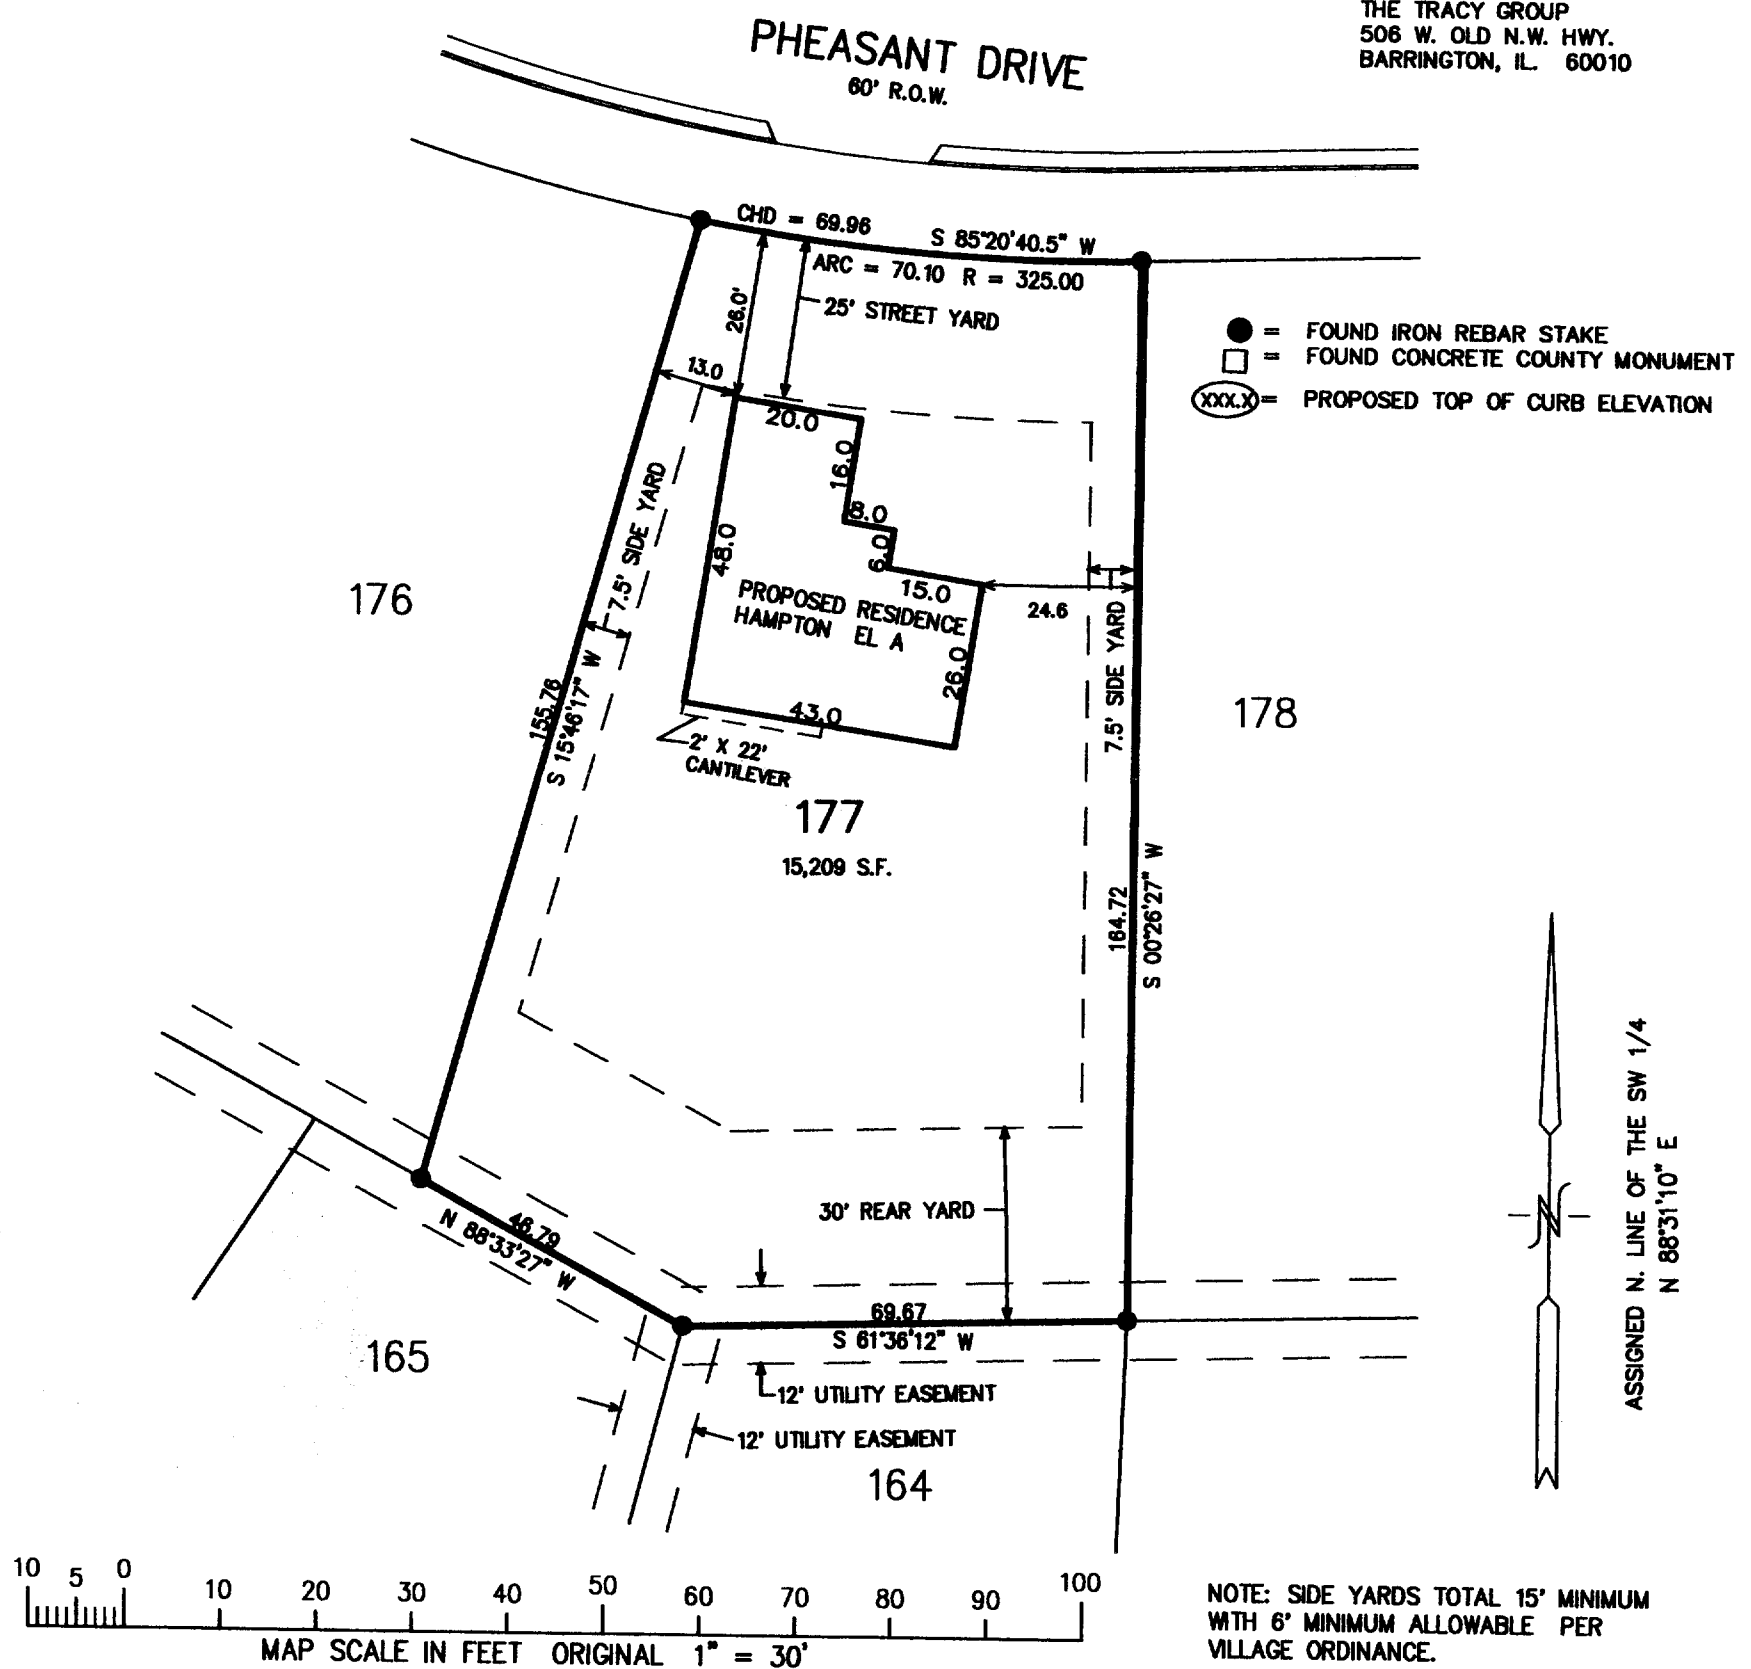 THE TRACY GROUP
506 W. OLD N.W. HWY.
BARRINGTON, IL. 60010
PHEASANT DRIVE
60' R.O.W.
CHD = 69.96
S 85°20'40.5" W
ARC = 70.10 R = 325.00
26.0'
25' STREET YARD
= FOUND IRON REBAR STAKE
= FOUND CONCRETE COUNTY MONUMENT
XXX.X = PROPOSED TOP OF CURB ELEVATION
13.0
20.0
16.0
8.0
6.0
15.0
48.0
7.5' SIDE YARD
176
PROPOSED RESIDENCE
HAMPTON EL A
24.6
26.0
7.5' SIDE YARD
178
155.76
S 15°46'17" W
43.0
2' X 22'
CANTILEVER
177
15,209 S.F.
164.72
S 00°26'27" W
30' REAR YARD
46.79
N 88°33'27" W
69.67
S 61°36'12" W
165
12' UTILITY EASEMENT
12' UTILITY EASEMENT
164
N
ASSIGNED N. LINE OF THE SW 1/4
N 88°31'10" E
10 5 0 10 20 30 40 50 60 70 80 90 100
MAP SCALE IN FEET ORIGINAL 1" = 30'
NOTE: SIDE YARDS TOTAL 15' MINIMUM
WITH 6' MINIMUM ALLOWABLE PER
VILLAGE ORDINANCE.